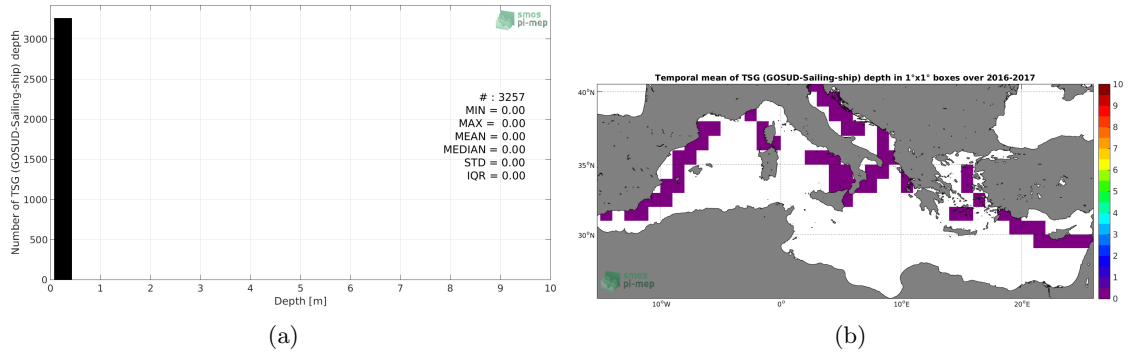 smos
pi-mep
Number of TSG (GOSUD-Sailing-ship) depth
3000
2500
2000
1500
1000
500
0
# : 3257
MIN = 0.00
MAX = 0.00
MEAN = 0.00
MEDIAN = 0.00
STD = 0.00
IQR = 0.00
0 1 2 3 4 5 6 7 8 9 10
Depth [m]
(a)
Temporal mean of TSG (GOSUD-Sailing-ship) depth in 1°x1° boxes over 2016-2017
40°N
35°N
30°N
10°W 0° 10°E 20°E
10
9
8
7
6
5
4
3
2
1
0
smos
pi-mep
(b)